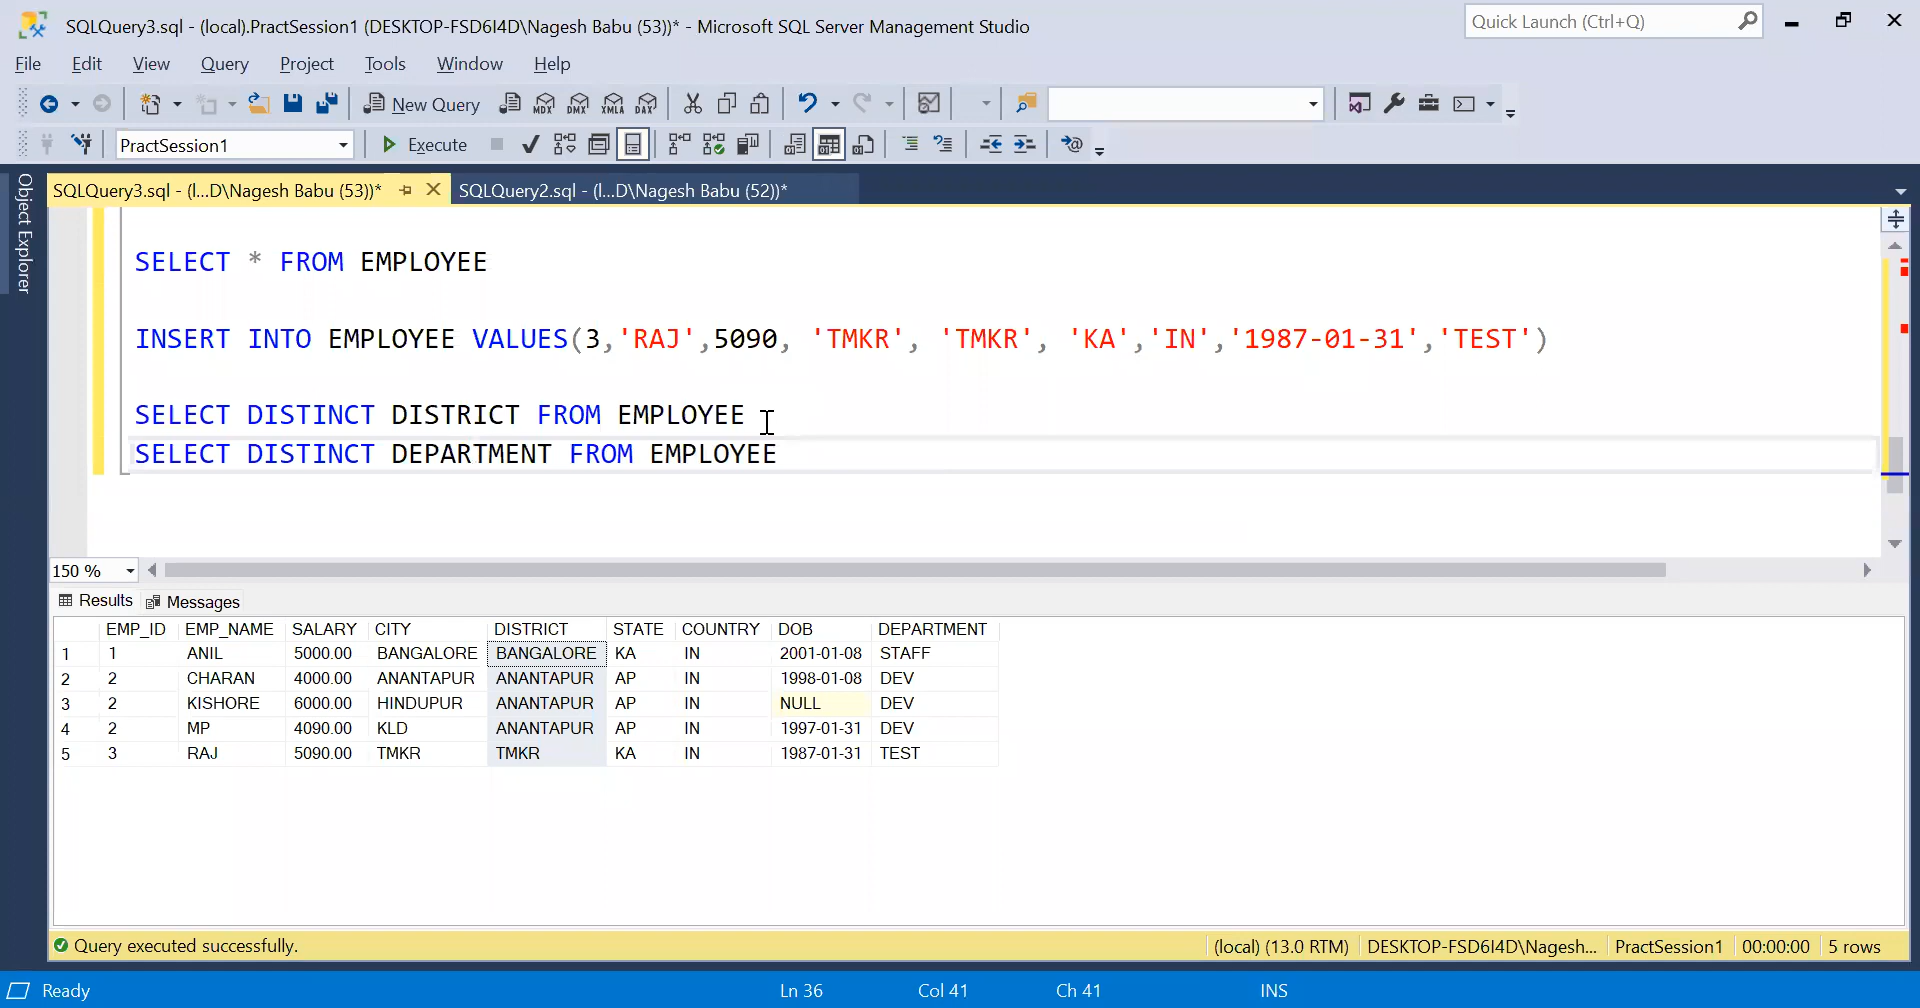 SQLQuery3.sql - (local).PractSession1 (DESKTOP-FSD6I4D\Nagesh Babu (53))* - Microsoft SQL Server Management Studio
Quick Launch (Ctrl+Q)
File Edit View Query Project Tools Window Help
New Query MDX DMX XMLA DAX
PractSession1 Execute
SQLQuery3.sql - (l...D\Nagesh Babu (53))* SQLQuery2.sql - (l...D\Nagesh Babu (52))*
Object Explorer
SELECT * FROM EMPLOYEE
INSERT INTO EMPLOYEE VALUES(3,'RAJ',5090, 'TMKR', 'TMKR', 'KA','IN','1987-01-31','TEST')
SELECT DISTINCT DISTRICT FROM EMPLOYEE
SELECT DISTINCT DEPARTMENT FROM EMPLOYEE
150 %
Results Messages
EMP_ID EMP_NAME SALARY CITY DISTRICT STATE COUNTRY DOB DEPARTMENT
1 1 ANIL 5000.00 BANGALORE BANGALORE KA IN 2001-01-08 STAFF
2 2 CHARAN 4000.00 ANANTAPUR ANANTAPUR AP IN 1998-01-08 DEV
3 2 KISHORE 6000.00 HINDUPUR ANANTAPUR AP IN NULL DEV
4 2 MP 4090.00 KLD ANANTAPUR AP IN 1997-01-31 DEV
5 3 RAJ 5090.00 TMKR TMKR KA IN 1987-01-31 TEST
Query executed successfully. (local) (13.0 RTM) DESKTOP-FSD6I4D\Nagesh... PractSession1 00:00:00 5 rows
Ready Ln 36 Col 41 Ch 41 INS